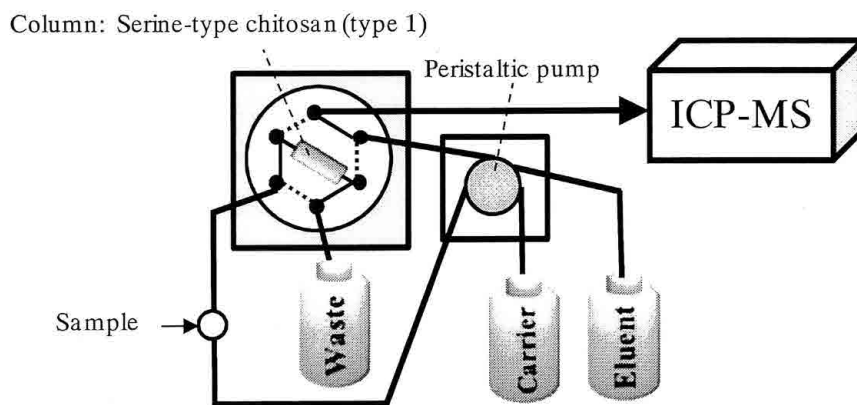 Column: Serine-type chitosan (type 1)
Peristaltic pump
ICP-MS
Sample
Waste
Carrier
Eluent